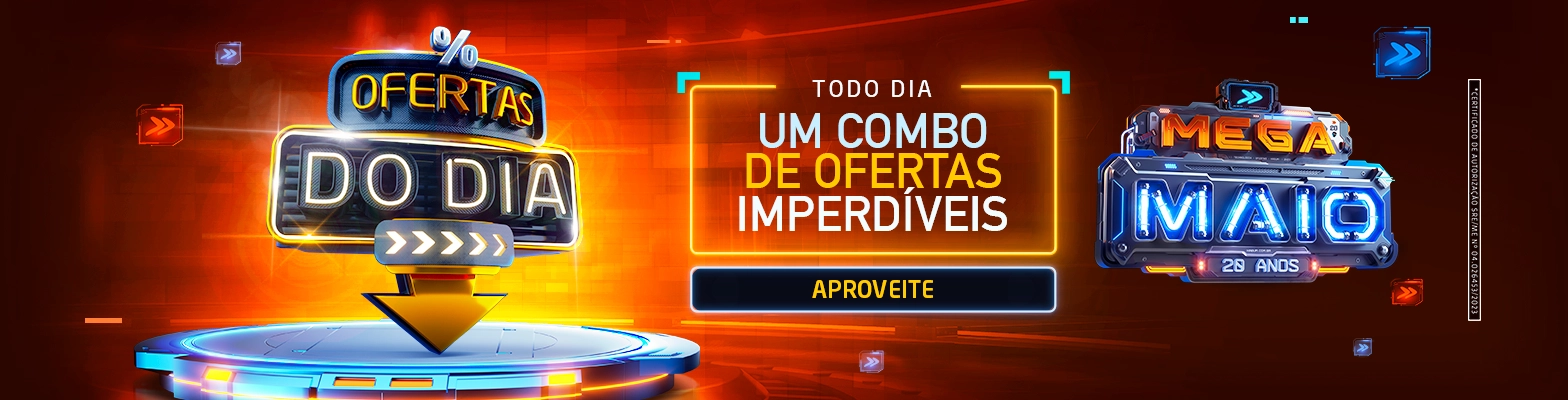 %
OFERTAS
DO DIA
TODO DIA
UM COMBO
DE OFERTAS
IMPERDÍVEIS
APROVEITE
MEGA
MAIO
20 ANOS
*CERTIFICADO DE AUTORIZAÇÃO SRE/ME Nº 04.026453/2023